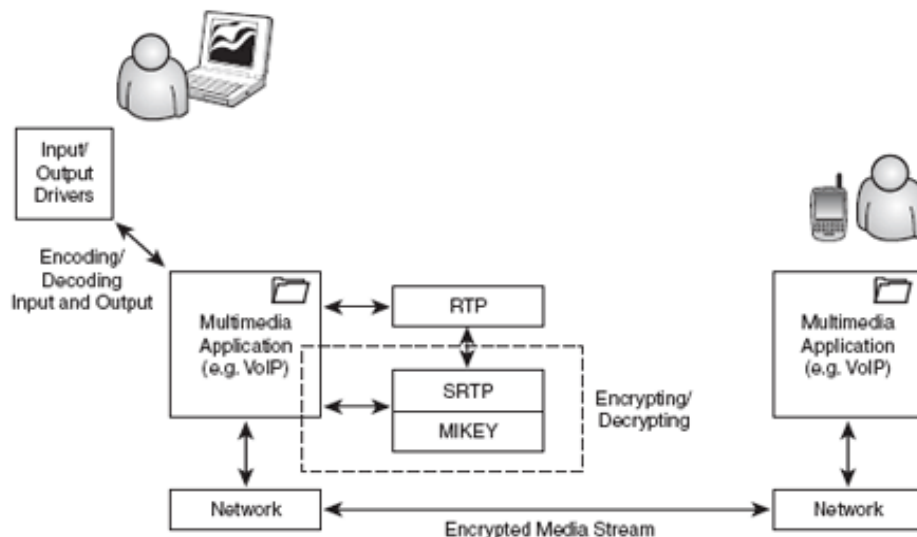 Input/
Output
Drivers
Encoding/
Decoding
Input and Output
Multimedia
Application
(e.g. VoIP)
RTP
SRTP
MIKEY
Encrypting/
Decrypting
Multimedia
Application
(e.g. VoIP)
Network
Encrypted Media Stream
Network